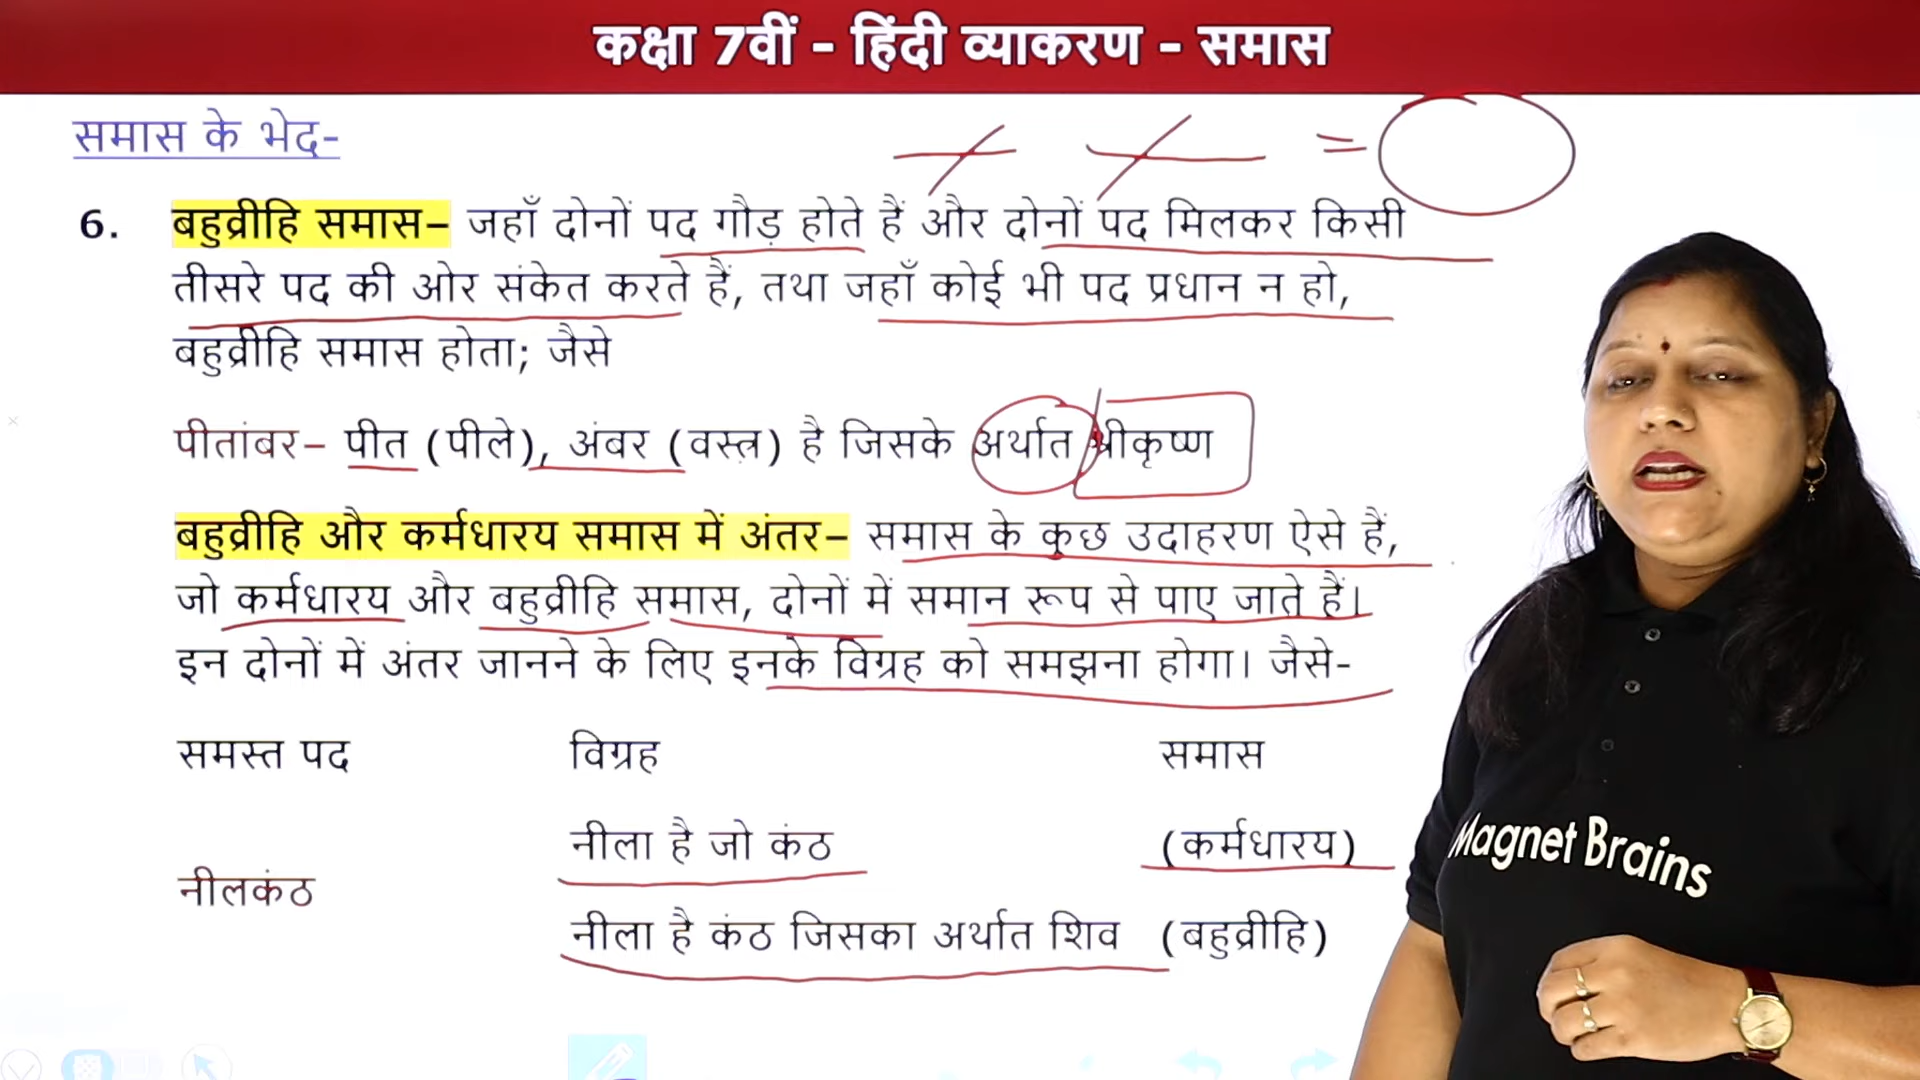 कक्षा 7वीं - हिंदी व्याकरण - समास
समास के भेद-
6. बहुव्रीहि समास– जहाँ दोनों पद गौड़ होते हैं और दोनों पद मिलकर किसी
तीसरे पद की ओर संकेत करते हैं, तथा जहाँ कोई भी पद प्रधान न हो,
बहुव्रीहि समास होता; जैसे
पीतांबर– पीत (पीले), अंबर (वस्त्र) है जिसके अर्थात श्रीकृष्ण
बहुव्रीहि और कर्मधारय समास में अंतर– समास के कुछ उदाहरण ऐसे हैं,
जो कर्मधारय और बहुव्रीहि समास, दोनों में समान रूप से पाए जाते हैं।
इन दोनों में अंतर जानने के लिए इनके विग्रह को समझना होगा। जैसे-
समस्त पद विग्रह समास
नीला है जो कंठ (कर्मधारय)
नीलकंठ
नीला है कंठ जिसका अर्थात शिव (बहुव्रीहि)
Magnet Brains